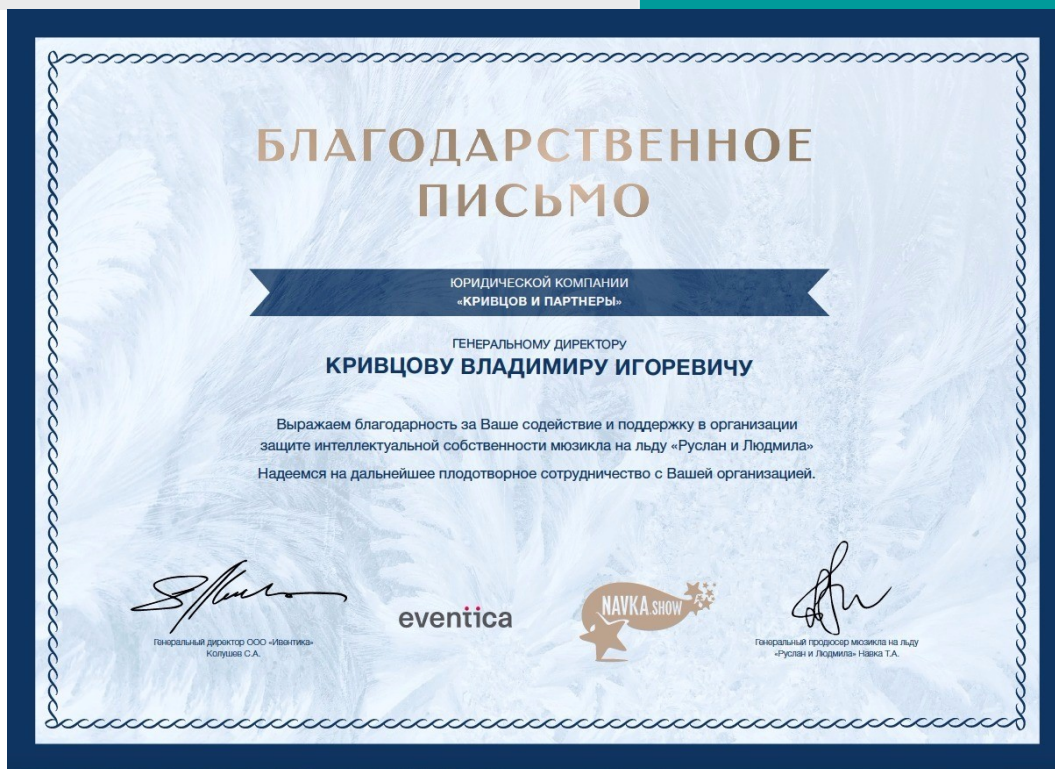 БЛАГОДАРСТВЕННОЕ
ПИСЬМО
ЮРИДИЧЕСКОЙ КОМПАНИИ
«КРИВЦОВ И ПАРТНЕРЫ»
ГЕНЕРАЛЬНОМУ ДИРЕКТОРУ
КРИВЦОВУ ВЛАДИМИРУ ИГОРЕВИЧУ
Выражаем благодарность за Ваше содействие и поддержку в организации
защите интеллектуальной собственности мюзикла на льду «Руслан и Людмила»
Надеемся на дальнейшее плодотворное сотрудничество с Вашей организацией.
eventica
NAVKA SHOW
Генеральный директор ООО «Ивентика»
Колушев С.А.
Генеральный продюсер мюзикла на льду
«Руслан и Людмила» Навка Т.А.